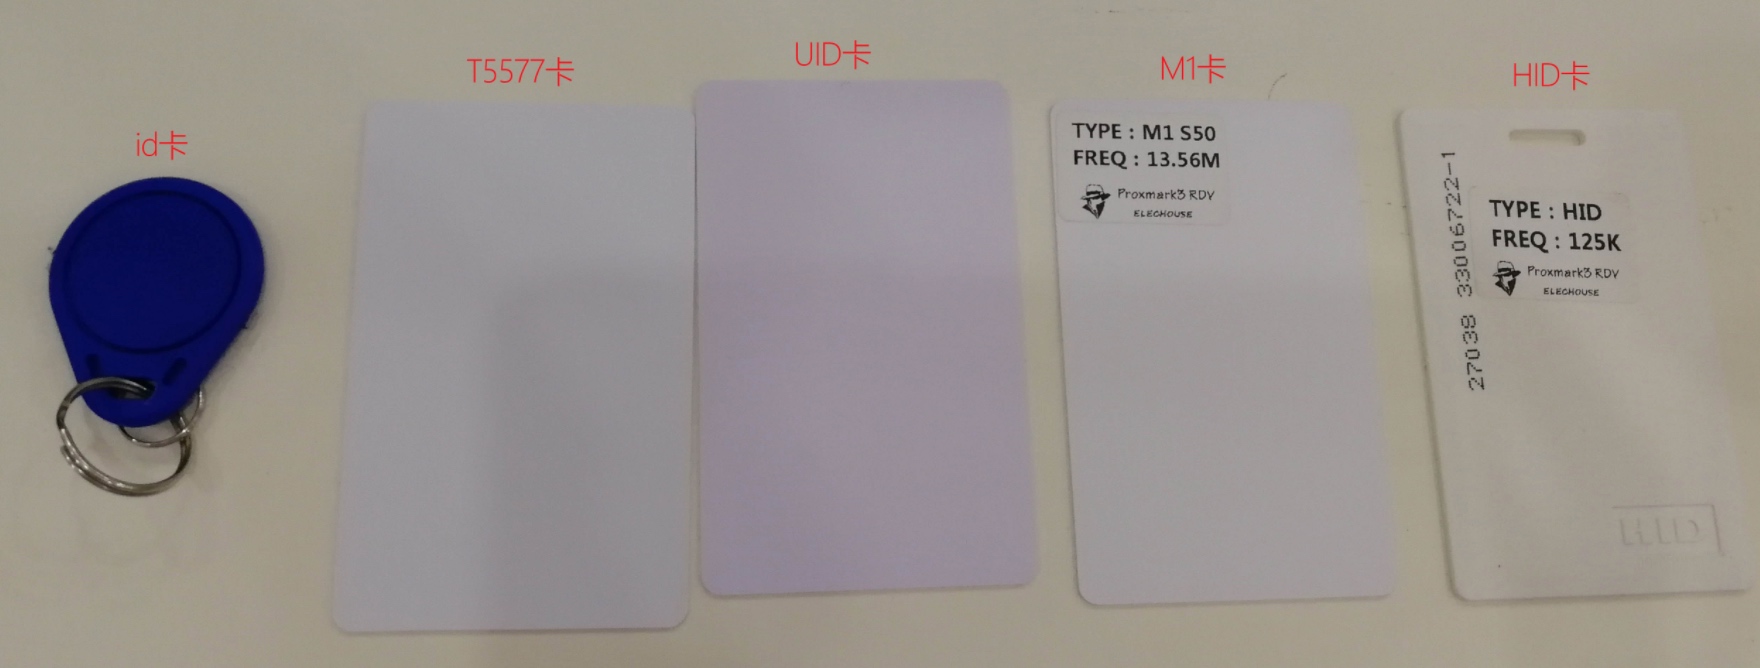 id卡
T5577卡
UID卡
M1卡
TYPE : M1 S50
FREQ : 13.56M
Proxmark3 RDV
ELECHOUSE
HID卡
27038 33006722-1
TYPE : HID
FREQ : 125K
Proxmark3 RDV
ELECHOUSE
HID